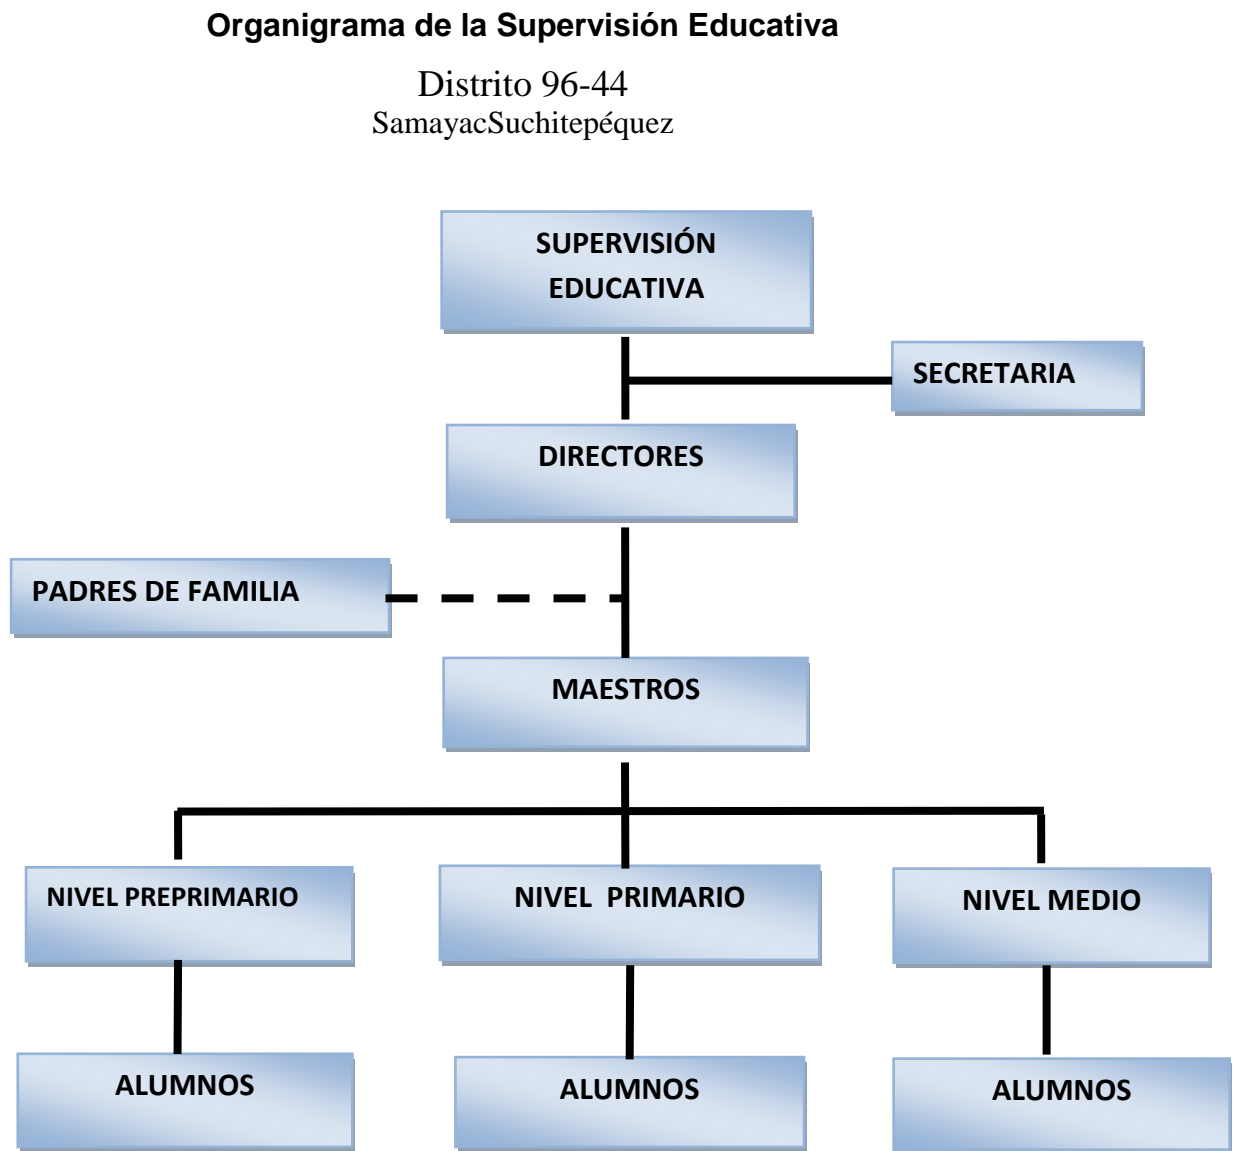 Organigrama de la Supervisión Educativa
Distrito 96-44
SamayacSuchitepéquez
SUPERVISIÓN
EDUCATIVA
SECRETARIA
DIRECTORES
PADRES DE FAMILIA
MAESTROS
NIVEL PREPRIMARIO
NIVEL PRIMARIO
NIVEL MEDIO
ALUMNOS
ALUMNOS
ALUMNOS